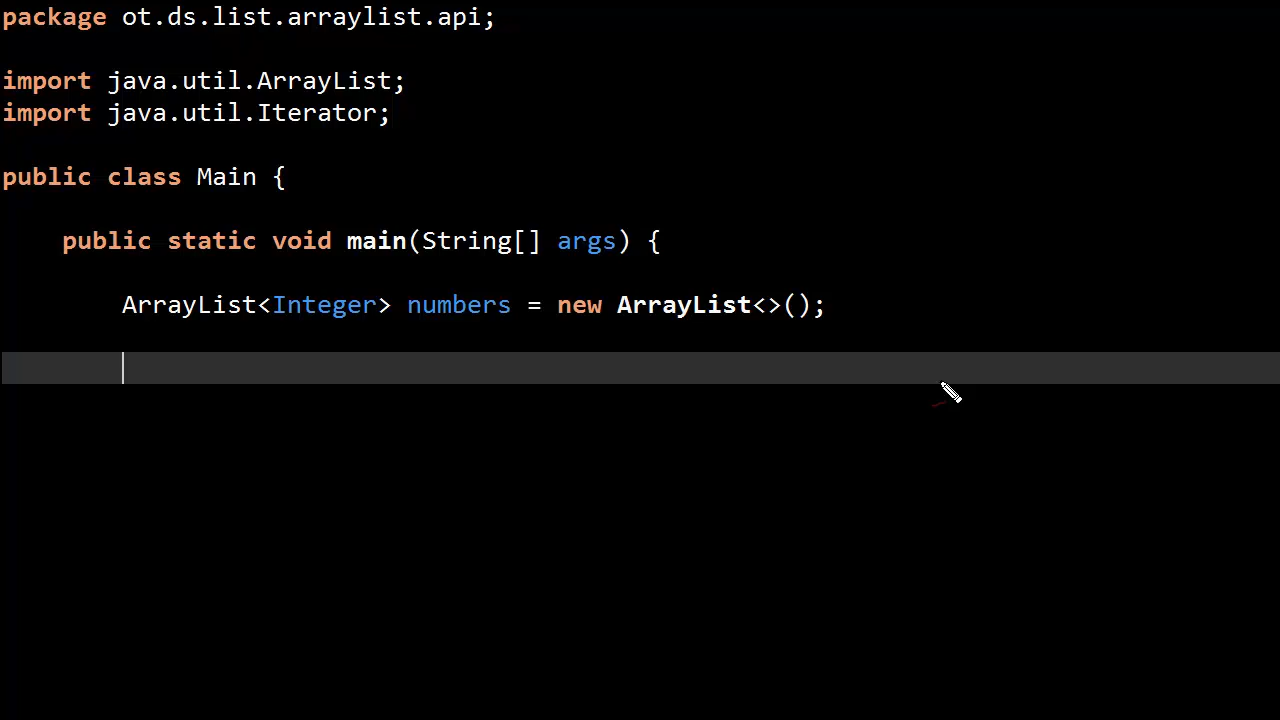 package ot.ds.list.arraylist.api;
import java.util.ArrayList;
import java.util.Iterator;
public class Main {
public static void main(String[] args) {
ArrayList<Integer> numbers = new ArrayList<>();